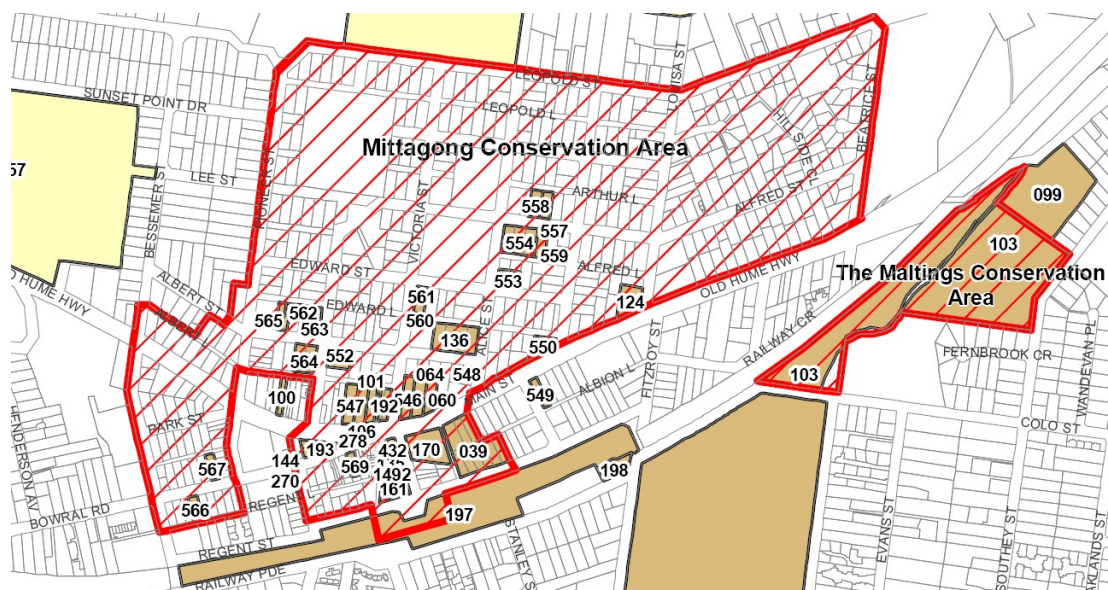 LEOPOLD ST
LOUISA ST
SUNSET POINT DR
LEOPOLD L
BEATRICE ST
HILLSIDE CL
Mittagong Conservation Area
57
LEE ST
PIONEER ST
BESSEMER ST
VICTORIA ST
ARTHUR L
ALFRED ST
099
558
557
554
559
103
EDWARD ST
ALFRED L
553
OLD HUME HWY
The Maltings Conservation
Area
ALBERT ST
D HUME HWY
561
EDWARD L
562
565
563
560
124
ALBERT L
136
ALICE ST
550
FITZROY ST
RAILWAY CR
FERNBROOK CR
WANDEVAN PL
564
552
103
101
064
548
MAIN ST
ALBION L
549
100
547
192
546
060
HENDERSON AV
PARK ST
COLO ST
278
193
432
170
039
144
569
567
270
1492
161
198
566
REGENT
BOWRAL RD
197
REGENT ST
RAILWAY PDE
STANLEY S
EVANS ST
SOUTHEY ST
AKLANDS ST